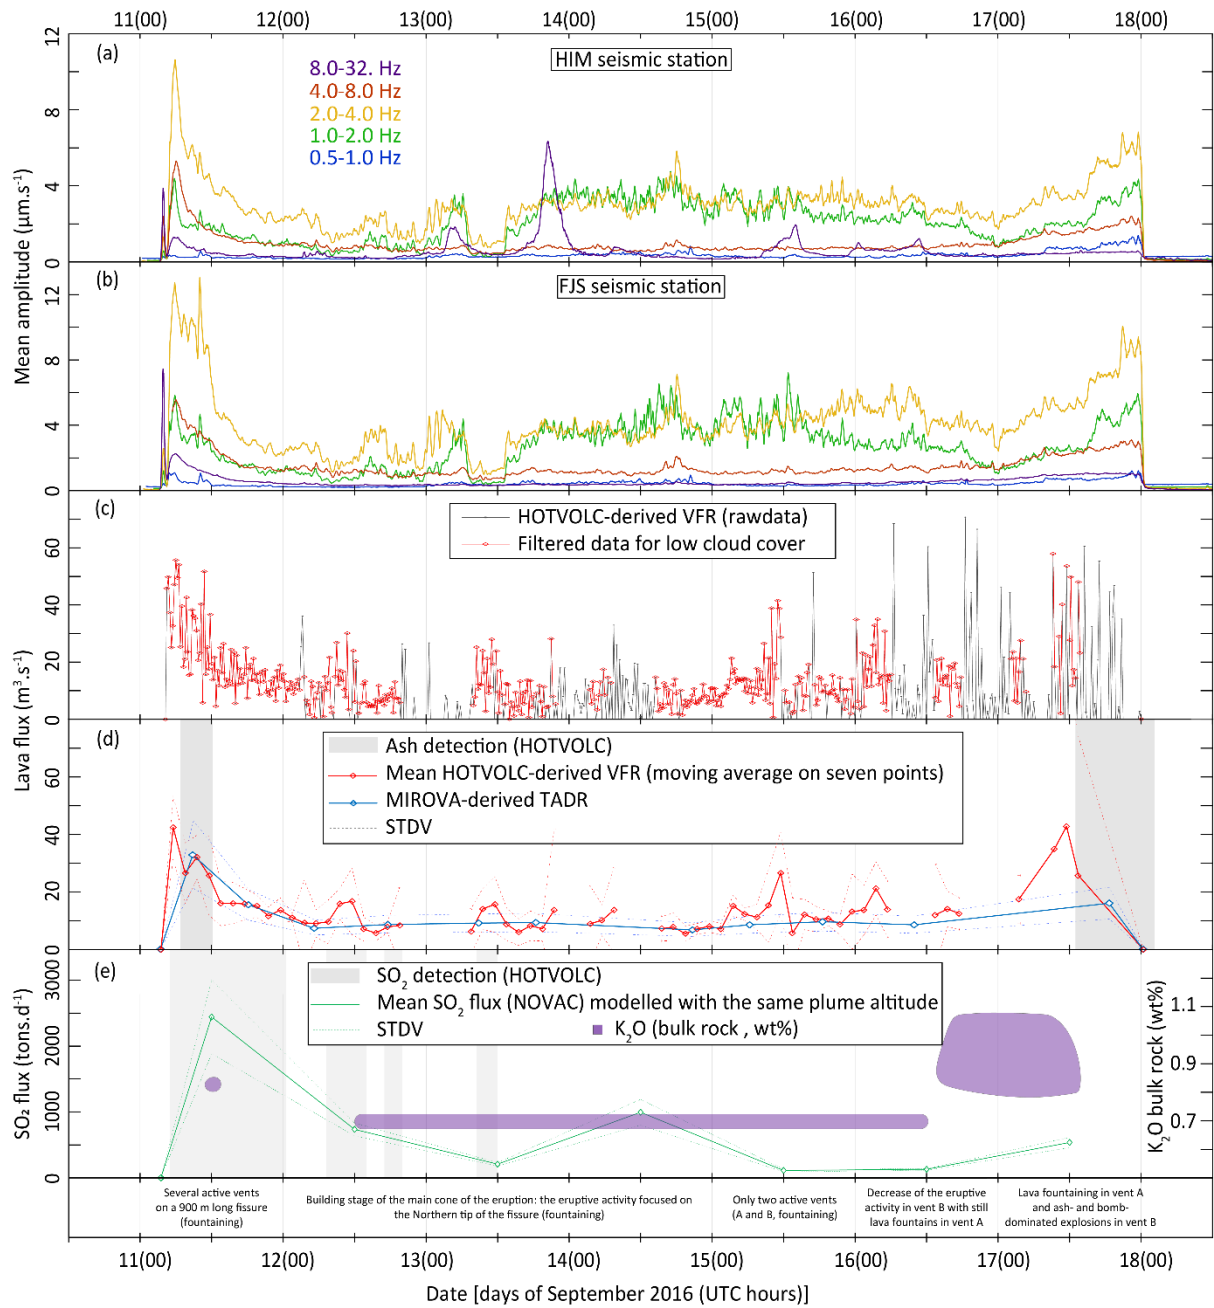 11(00) 12(00) 13(00) 14(00) 15(00) 16(00) 17(00) 18(00)
(a)
HIM seismic station
8.0-32. Hz
4.0-8.0 Hz
2.0-4.0 Hz
1.0-2.0 Hz
0.5-1.0 Hz
12
8
4
0
Mean amplitude (μm.s⁻¹)
(b)
FJS seismic station
12
8
4
0
(c)
HOTVOLC-derived VFR (rawdata)
Filtered data for low cloud cover
60
40
20
0
Lava flux (m³.s⁻¹)
(d)
Ash detection (HOTVOLC)
Mean HOTVOLC-derived VFR (moving average on seven points)
MIROVA-derived TADR
STDV
60
40
20
0
(e)
SO₂ detection (HOTVOLC)
Mean SO₂ flux (NOVAC) modelled with the same plume altitude
STDV
K₂O (bulk rock , wt%)
3000
2000
1000
0
SO₂ flux (tons.d⁻¹)
1.1
0.9
0.7
K₂O bulk rock (wt%)
Several active vents
on a 900 m long fissure
(fountaining)
Building stage of the main cone of the eruption: the eruptive activity focused on
the Northern tip of the fissure (fountaining)
Only two active vents
(A and B, fountaining)
Decrease of the eruptive
activity in vent B with still
lava fountains in vent A
Lava fountaining in vent A
and ash- and bomb-
dominated explosions in vent B
11(00) 12(00) 13(00) 14(00) 15(00) 16(00) 17(00) 18(00)
Date [days of September 2016 (UTC hours)]